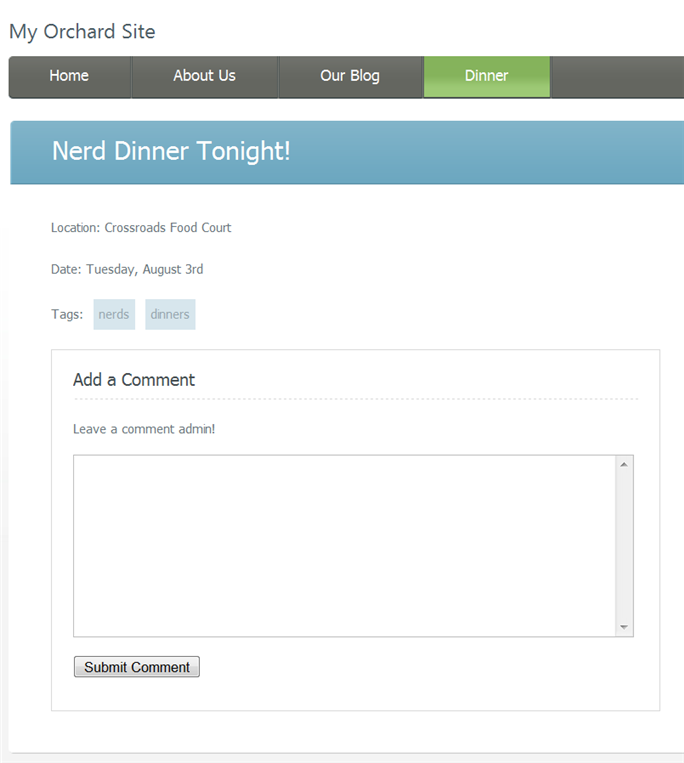 My Orchard Site
Home About Us Our Blog Dinner
Nerd Dinner Tonight!
Location: Crossroads Food Court
Date: Tuesday, August 3rd
Tags: nerds dinners
Add a Comment
Leave a comment admin!
Submit Comment